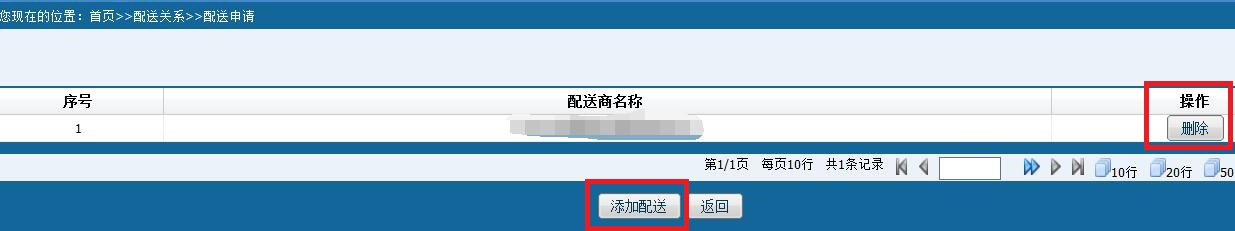 您现在的位置：首页>>配送关系>>配送申请
序号 配送商名称 操作
1 删除
第1/1页 每页10行 共1条记录 10行 20行 50
添加配送 返回